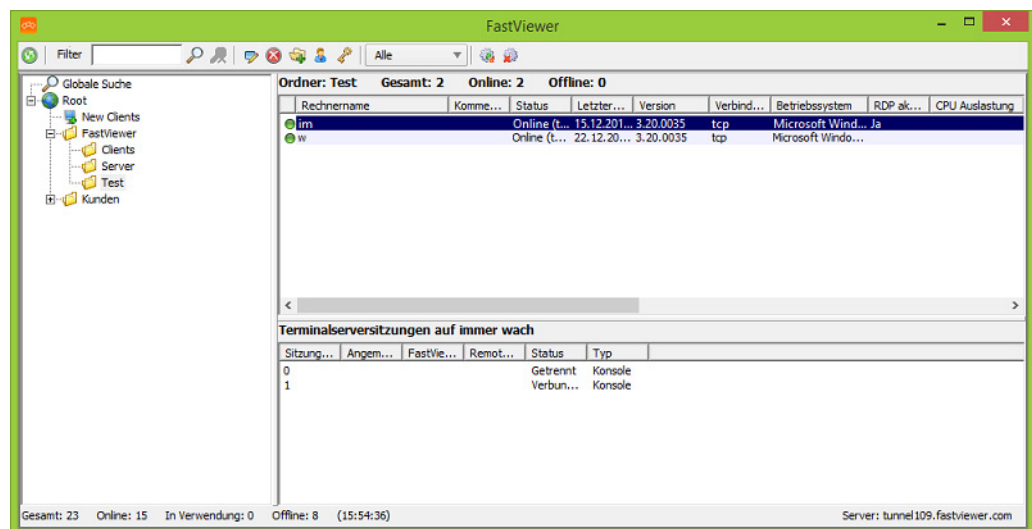 FastViewer
Filter Alle
Globale Suche
Root
New Clients
FastViewer
Clients
Server
Test
Kunden
Ordner: Test Gesamt: 2 Online: 2 Offline: 0
Rechnername Komme... Status Letzter... Version Verbind... Betriebssystem RDP ak... CPU Auslastung
im Online (t... 15.12.201... 3.20.0035 tcp Microsoft Wind... Ja
w Online (t... 22.12.20... 3.20.0035 tcp Microsoft Windo...
Terminalserversitzungen auf immer wach
Sitzung... Angem... FastVie... Remot... Status Typ
0 Getrennt Konsole
1 Verbun... Konsole
Gesamt: 23 Online: 15 In Verwendung: 0 Offline: 8 (15:54:36) Server: tunnel109.fastviewer.com